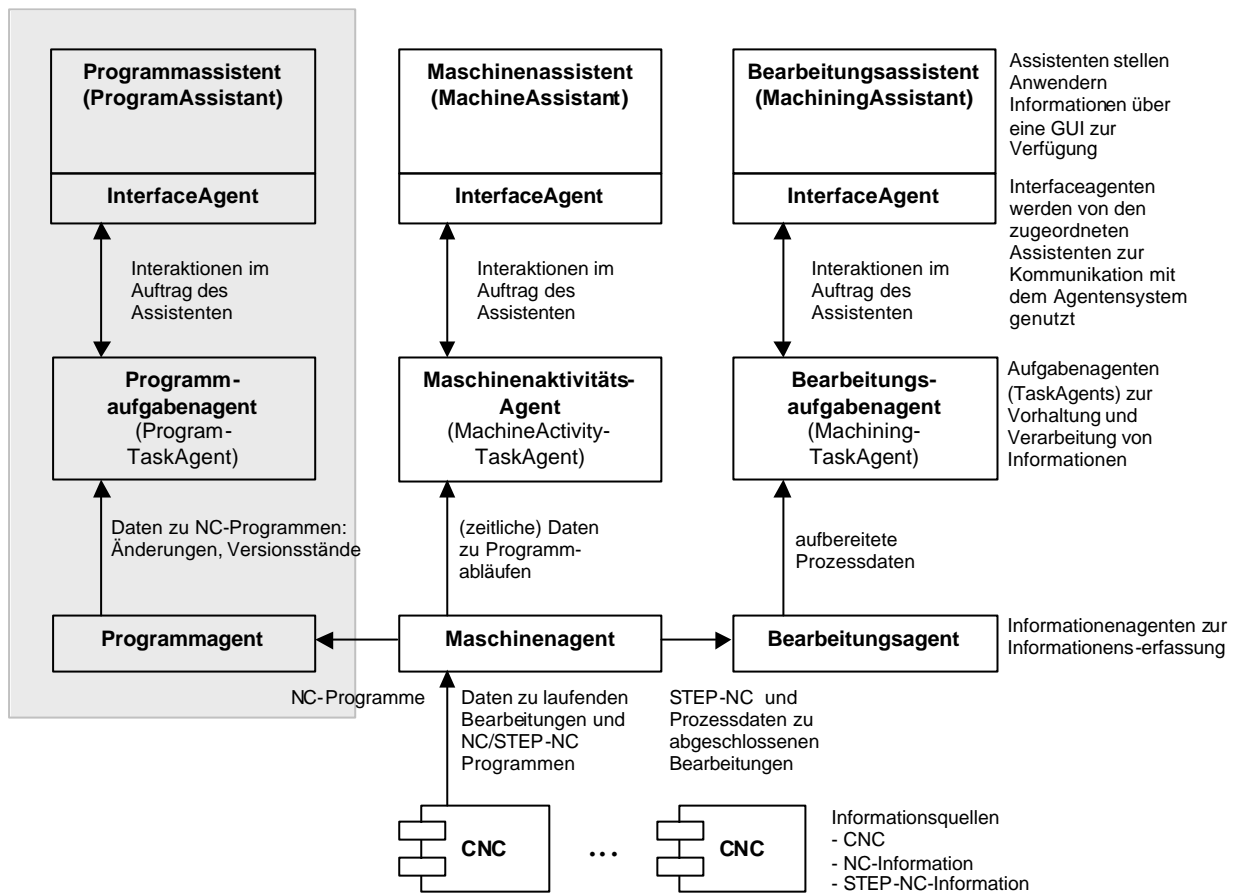 Programmassistent
(ProgramAssistant)
InterfaceAgent
Maschinenassistent
(MachineAssistant)
InterfaceAgent
Bearbeitungsassistent
(MachiningAssistant)
InterfaceAgent
Assistenten stellen
Anwendern
Informationen über
eine GUI zur
Verfügung
Interfaceagenten
werden von den
zugeordneten
Assistenten zur
Kommunikation mit
dem Agentensystem
genutzt
Interaktionen im
Auftrag des
Assistenten
Interaktionen im
Auftrag des
Assistenten
Interaktionen im
Auftrag des
Assistenten
Programm-
aufgabenagent
(Program-
TaskAgent)
Maschinenaktivitäts-
Agent
(MachineActivity-
TaskAgent)
Bearbeitungs-
aufgabenagent
(Machining-
TaskAgent)
Aufgabenagenten
(TaskAgents) zur
Vorhaltung und
Verarbeitung von
Informationen
Daten zu NC-Programmen:
Änderungen, Versionsstände
(zeitliche) Daten
zu Programm-
abläufen
aufbereitete
Prozessdaten
Programmagent
Maschinenagent
Bearbeitungsagent
Informationenagenten zur
Informationens-erfassung
NC-Programme
Daten zu laufenden
Bearbeitungen und
NC/STEP-NC
Programmen
STEP-NC und
Prozessdaten zu
abgeschlossenen
Bearbeitungen
CNC
...
CNC
Informationsquellen
- CNC
- NC-Information
- STEP-NC-Information